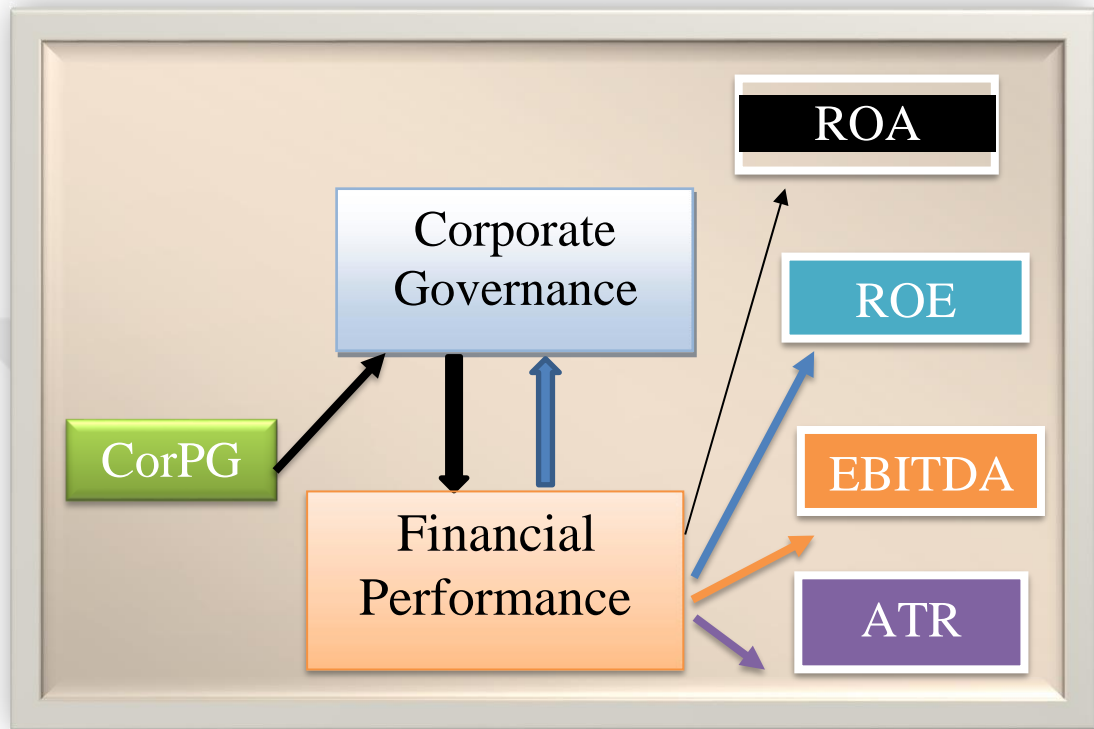 ROA
Corporate
Governance
ROE
CorPG
EBITDA
Financial
Performance
ATR